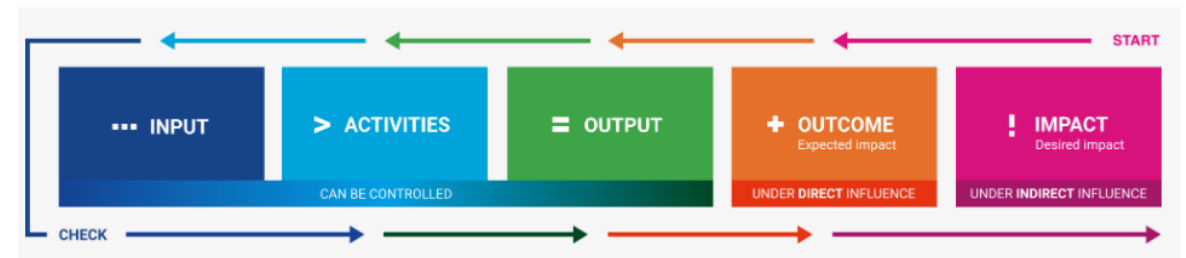 START
... INPUT
> ACTIVITIES
= OUTPUT
+ OUTCOME
Expected impact
! IMPACT
Desired impact
CAN BE CONTROLLED
UNDER DIRECT INFLUENCE
UNDER INDIRECT INFLUENCE
CHECK